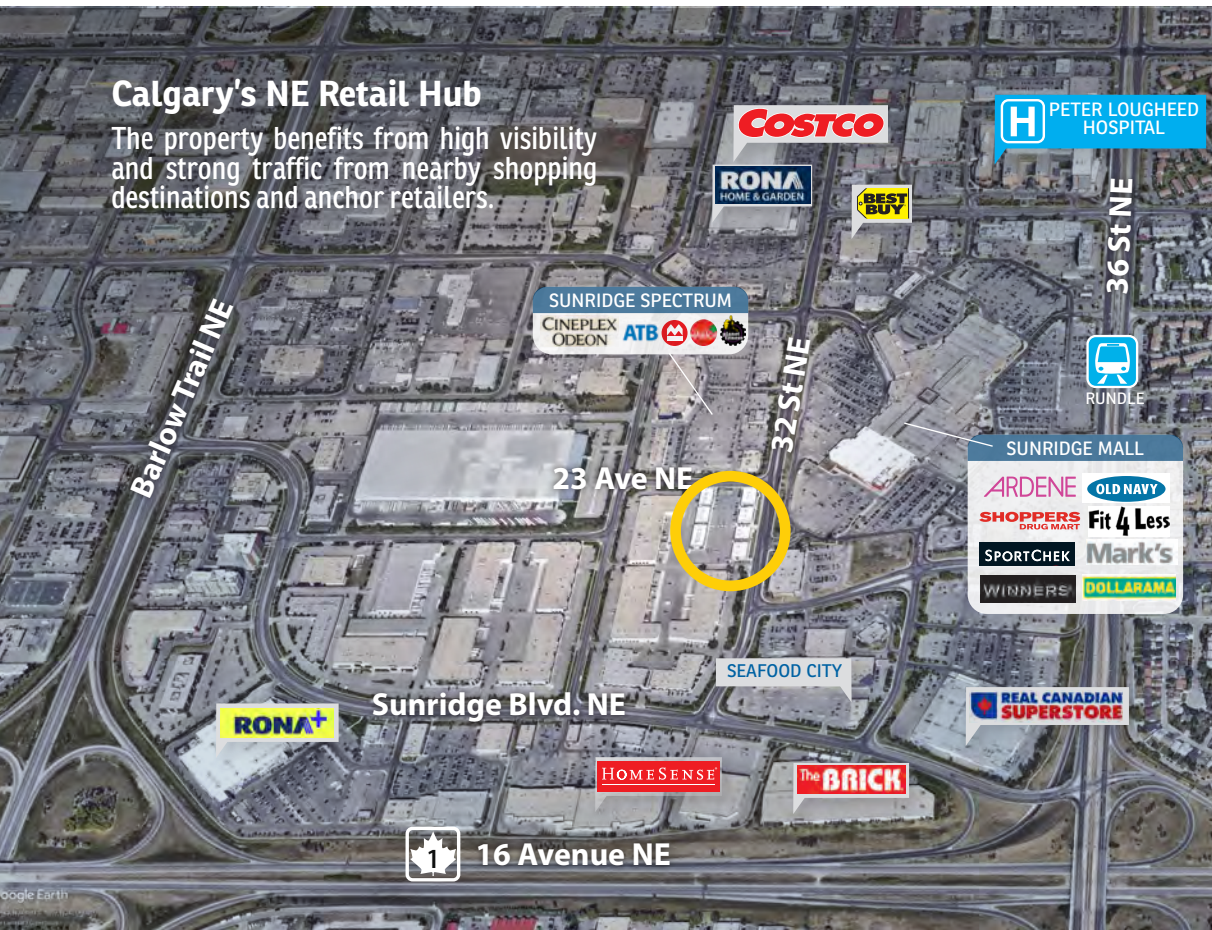 Calgary's NE Retail Hub
The property benefits from high visibility
and strong traffic from nearby shopping
destinations and anchor retailers.
COSTCO
RONA
HOME & GARDEN
BEST
BUY
H
PETER LOUGHEED
HOSPITAL
36 St NE
SUNRIDGE SPECTRUM
CINEPLEX
ODEON
ATB
Barlow Trail NE
32 St NE
RUNDLE
23 Ave NE
SUNRIDGE MALL
ARDENE
OLD NAVY
SHOPPERS
DRUG MART
Fit 4 Less
SPORTCHEK
Mark's
WINNERS
DOLLARAMA
SEAFOOD CITY
Sunridge Blvd. NE
RONA+
REAL CANADIAN
SUPERSTORE
HOMESENSE
The BRICK
1
16 Avenue NE
oogle Earth